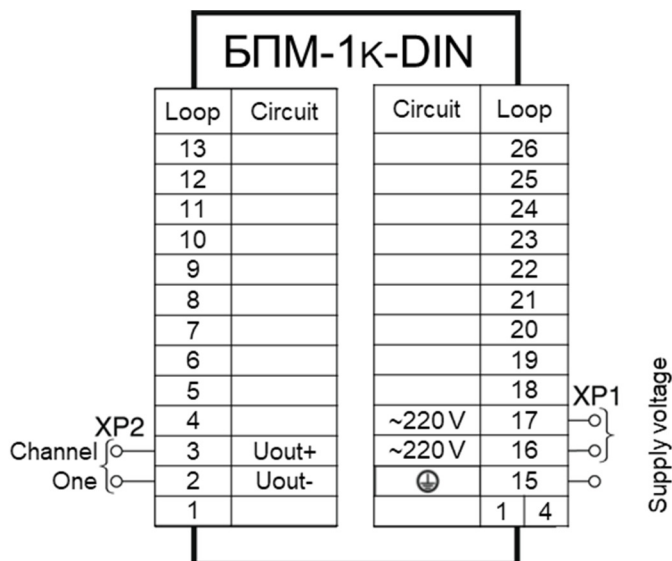 БПМ-1к-DIN
Loop Circuit Circuit Loop
13 26
12 25
11 24
10 23
9 22
8 21
7 20
6 19
5 18
XP2 4 ~220 V 17 XP1
Channel 3 Uout+ ~220 V 16
One 2 Uout- 15
1 1 4
Supply voltage